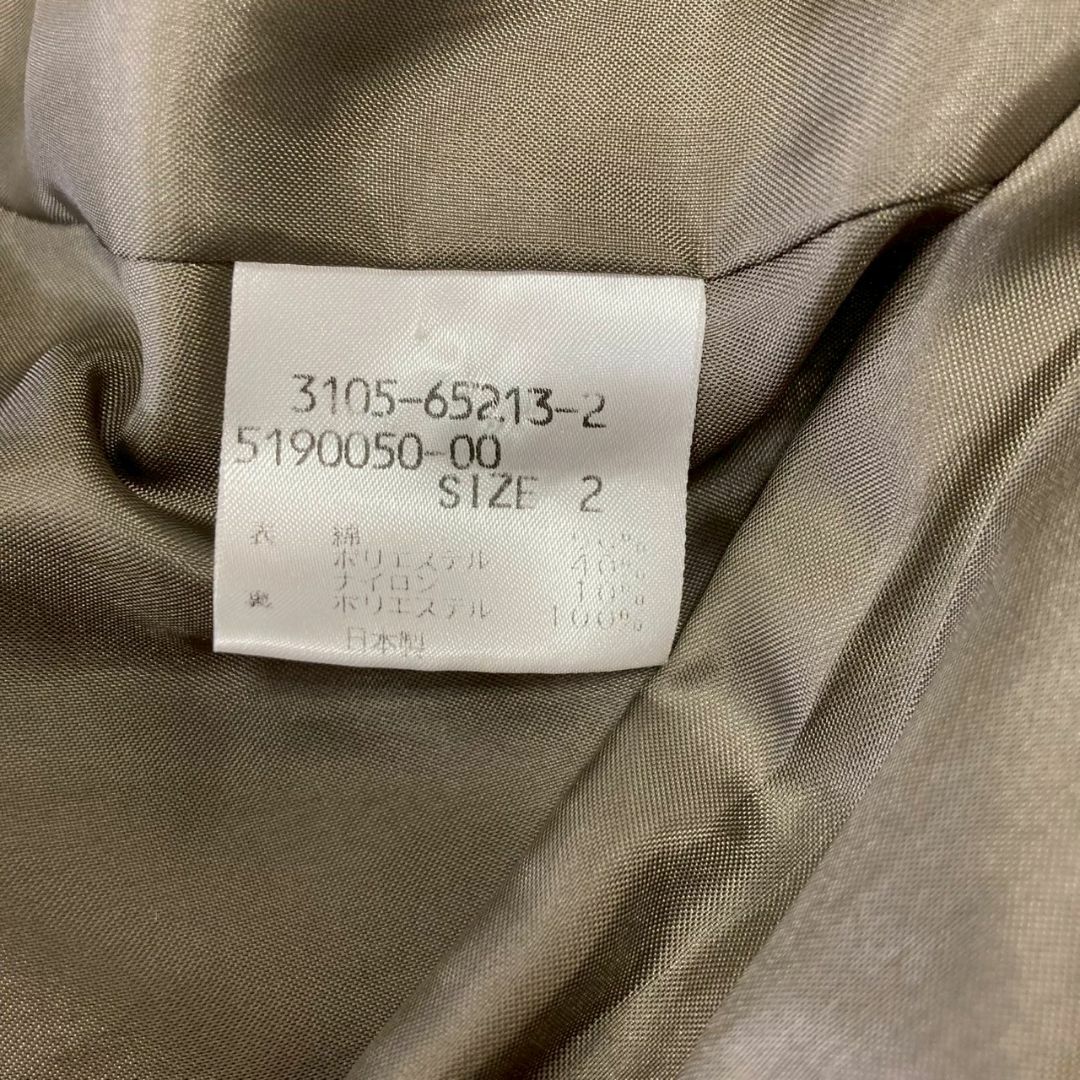 3105-65213-2
5190050-00
SIZE 2
表 綿
ポリエステル 40%
ナイロン 10%
裏 ポリエステル 100%
日本製